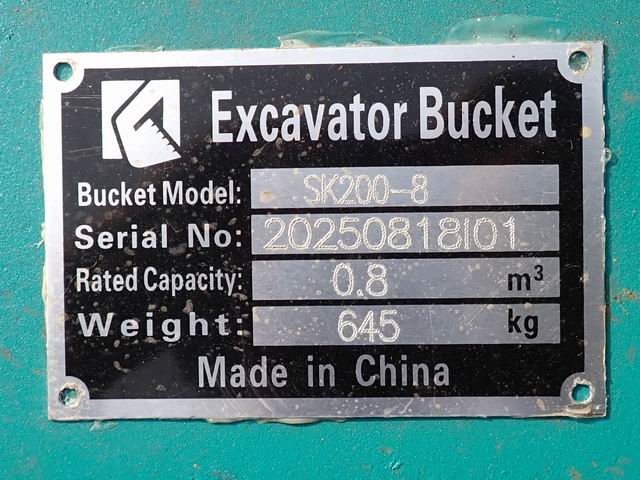 Excavator Bucket
Bucket Model: SK200-8
Serial No: 20250818I01
Rated Capacity: 0.8 m³
Weight: 645 kg
Made in China